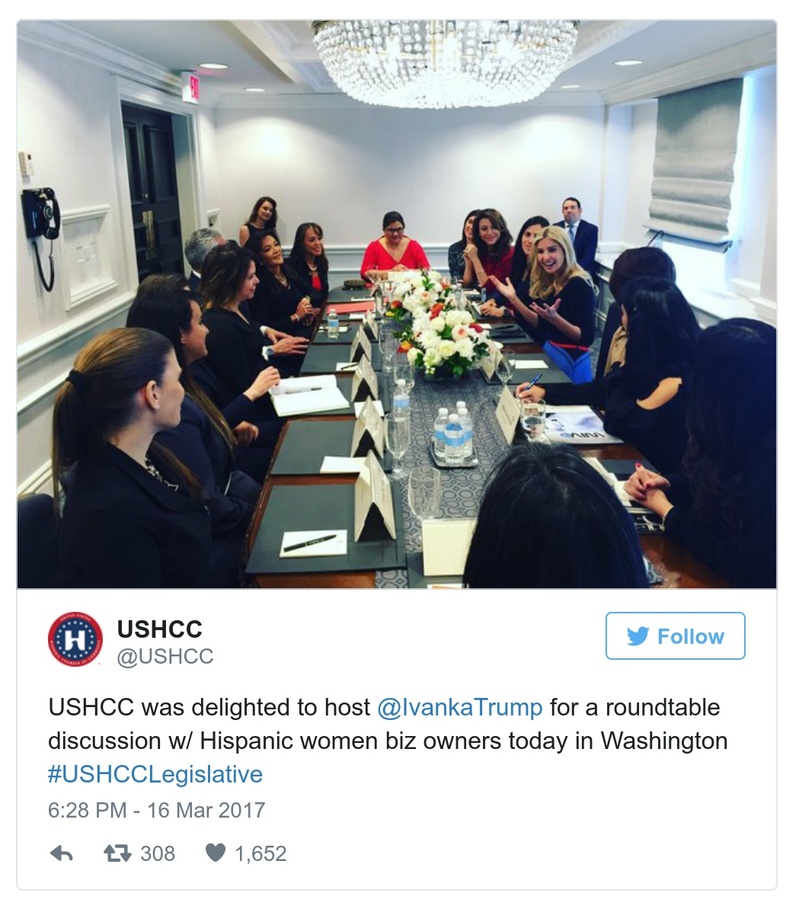 USHCC
@USHCC
Follow
USHCC was delighted to host @IvankaTrump for a roundtable
discussion w/ Hispanic women biz owners today in Washington
#USHCCLegislative
6:28 PM - 16 Mar 2017
308
1,652